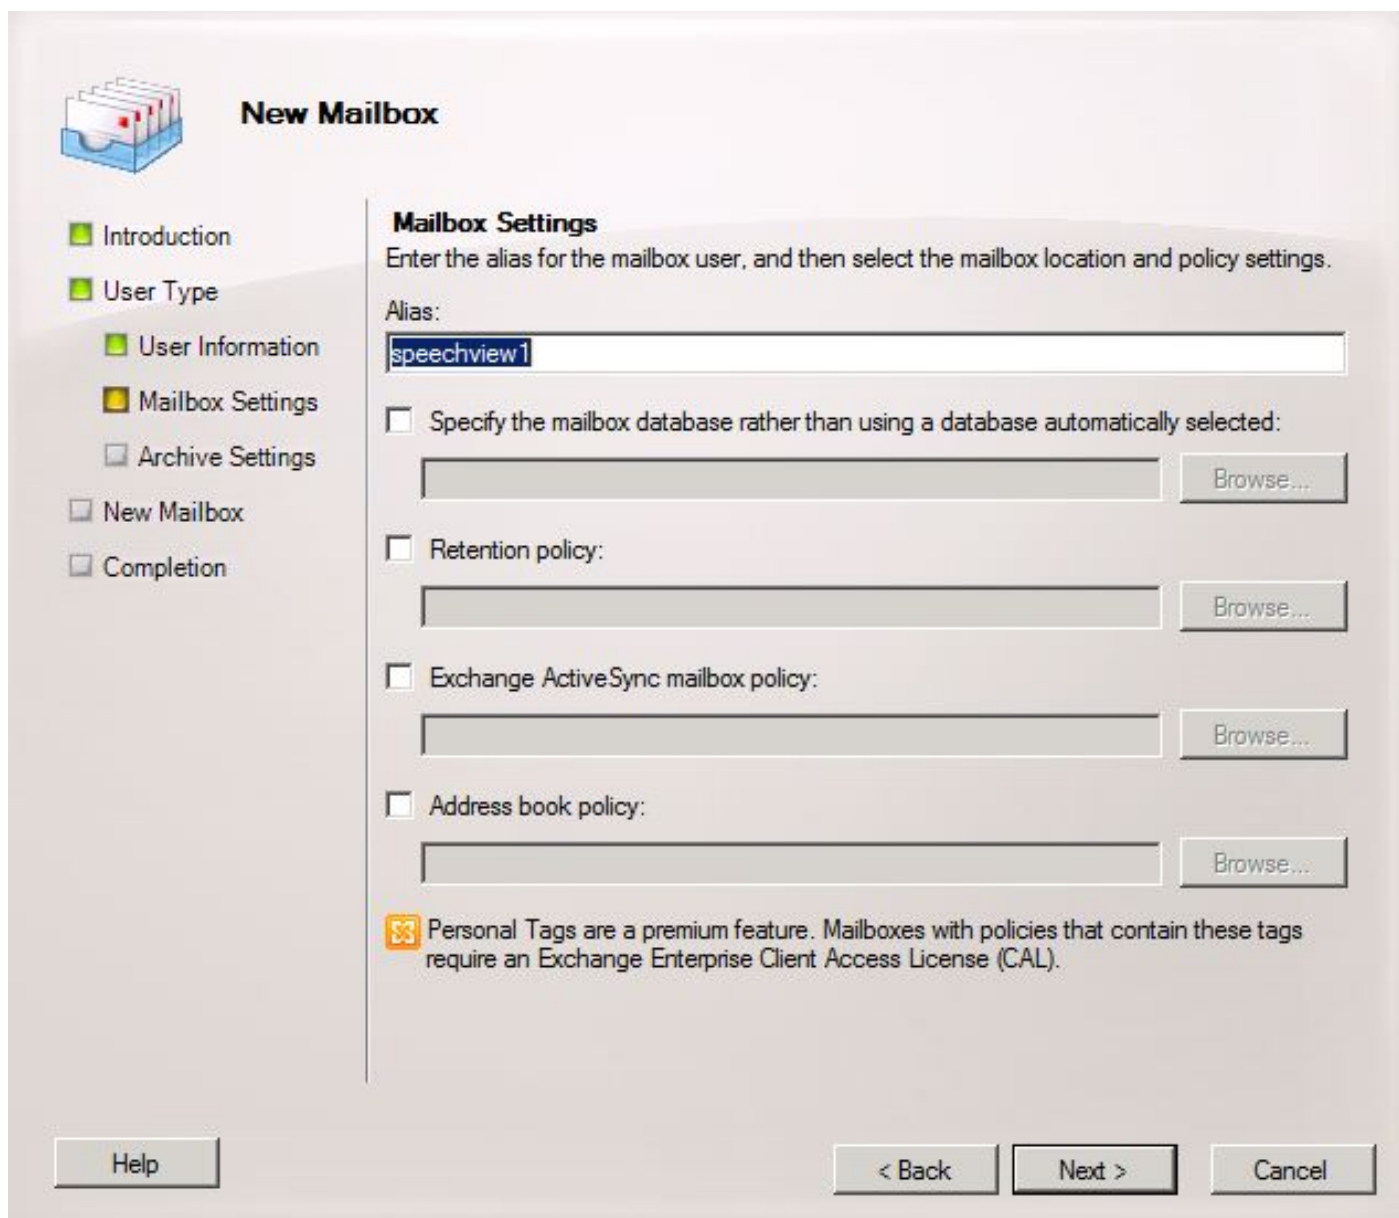 New Mailbox
Introduction
User Type
User Information
Mailbox Settings
Archive Settings
New Mailbox
Completion
Mailbox Settings
Enter the alias for the mailbox user, and then select the mailbox location and policy settings.
Alias:
speechview1
Specify the mailbox database rather than using a database automatically selected:
Browse...
Retention policy:
Browse...
Exchange ActiveSync mailbox policy:
Browse...
Address book policy:
Browse...
Personal Tags are a premium feature. Mailboxes with policies that contain these tags
require an Exchange Enterprise Client Access License (CAL).
Help
< Back
Next >
Cancel